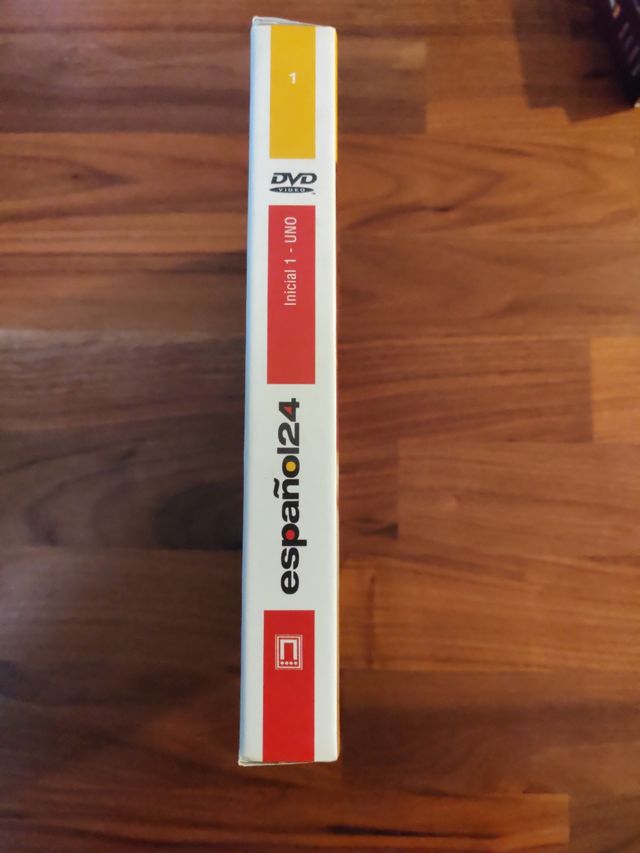 1
DVD
VIDEO
Inicial 1 - UNO
español24